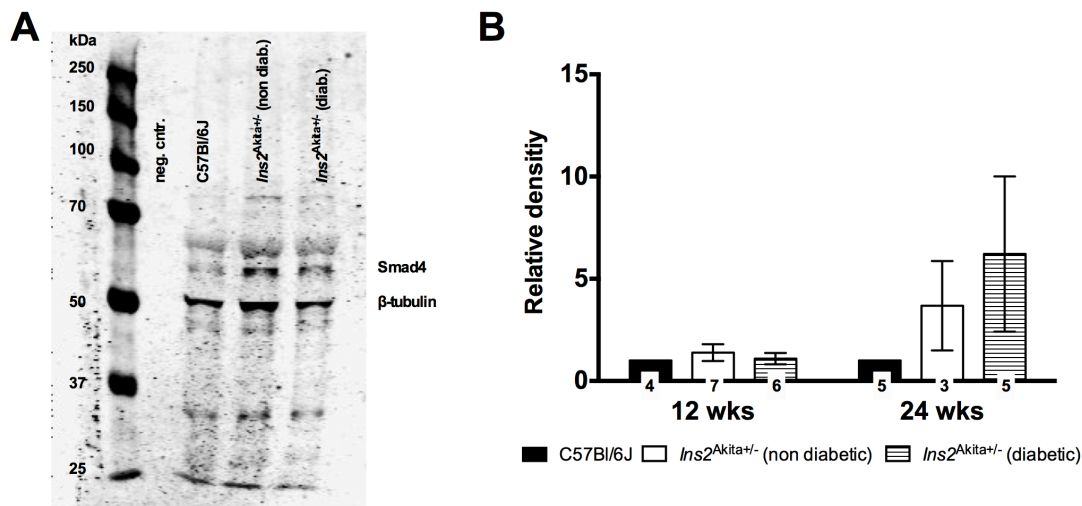 A
kDa
250
150
100
70
50
37
25
neg. cntr.
C57Bl/6J
Ins2Akita+/- (non diab.)
Ins2Akita+/- (diab.)
Smad4
β-tubulin
B
Relative densitiy
15
10
5
0
4
7
6
5
3
5
12 wks
24 wks
C57Bl/6J
Ins2Akita+/- (non diabetic)
Ins2Akita+/- (diabetic)